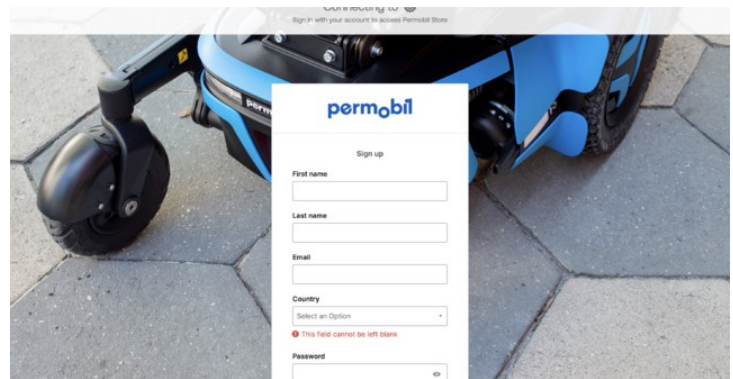 Connecting to
Sign in with your account to access Permobil Store
permobil
Sign up
First name
Last name
Email
Country
Select an Option
This field cannot be left blank
Password